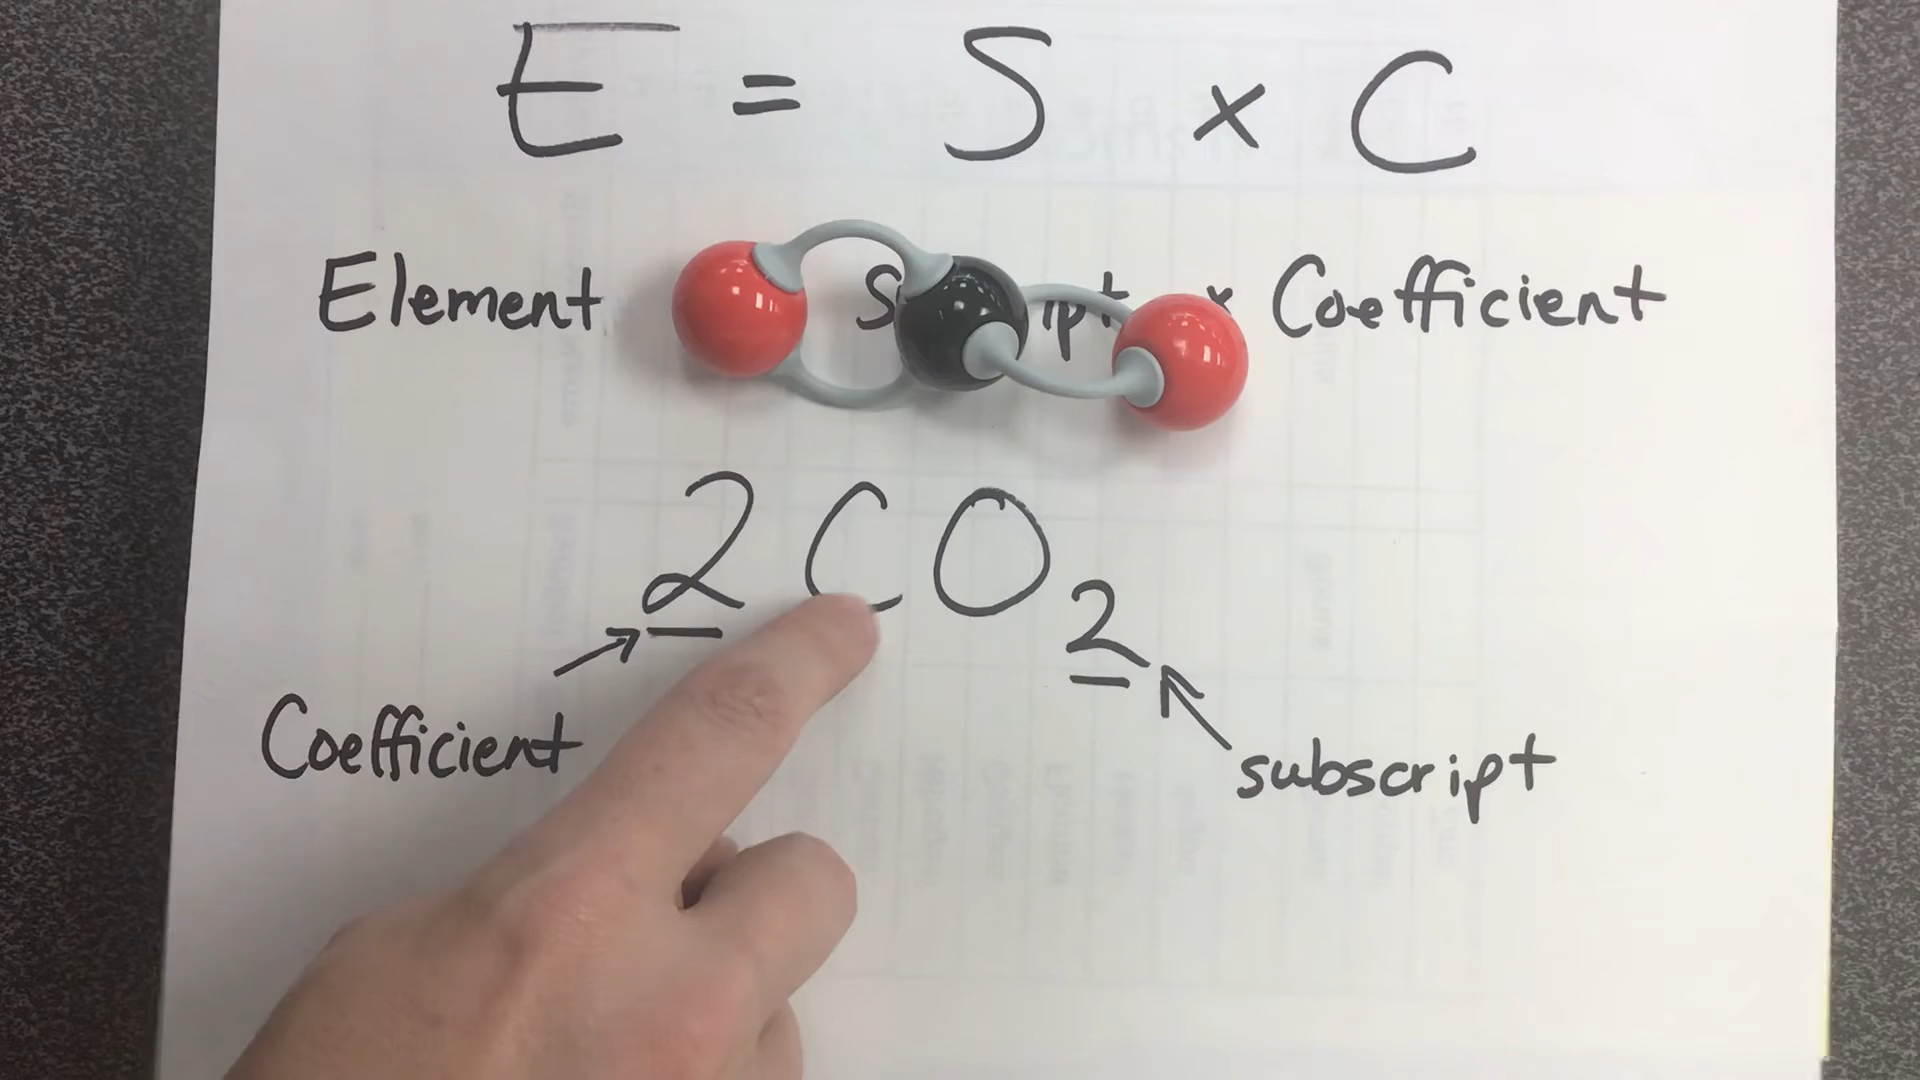 E = S x C
Element x Coefficient
2CO₂
Coefficient
subscript